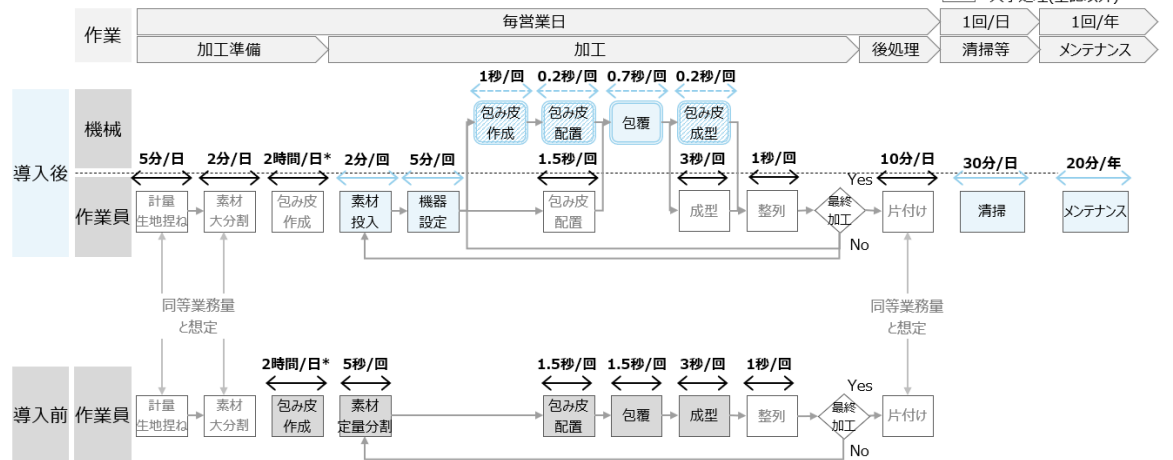 作業
毎営業日
1回/日
1回/年
加工準備
加工
後処理
清掃等
メンテナンス
導入後
機械
1秒/回
0.2秒/回
0.7秒/回
0.2秒/回
包み皮
作成
包み皮
配置
包覆
包み皮
成型
作業員
5分/日
2分/日
2時間/日*
2分/回
5分/回
1.5秒/回
3秒/回
1秒/回
10分/日
30分/日
20分/年
計量
生地捏ね
素材
大分割
包み皮
作成
素材
投入
機器
設定
包み皮
配置
成型
整列
最終
加工
Yes
No
片付け
清掃
メンテナンス
同等業務量
と想定
同等業務量
と想定
導入前
作業員
2時間/日*
5秒/回
1.5秒/回
1.5秒/回
3秒/回
1秒/回
計量
生地捏ね
素材
大分割
包み皮
作成
素材
定量分割
包み皮
配置
包覆
成型
整列
最終
加工
Yes
No
片付け